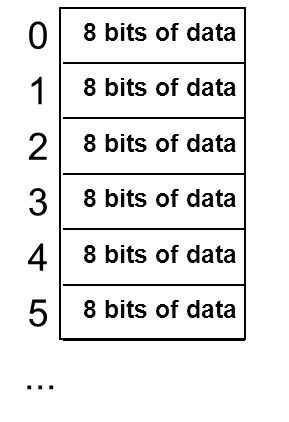 0 8 bits of data
1 8 bits of data
2 8 bits of data
3 8 bits of data
4 8 bits of data
5 8 bits of data
...